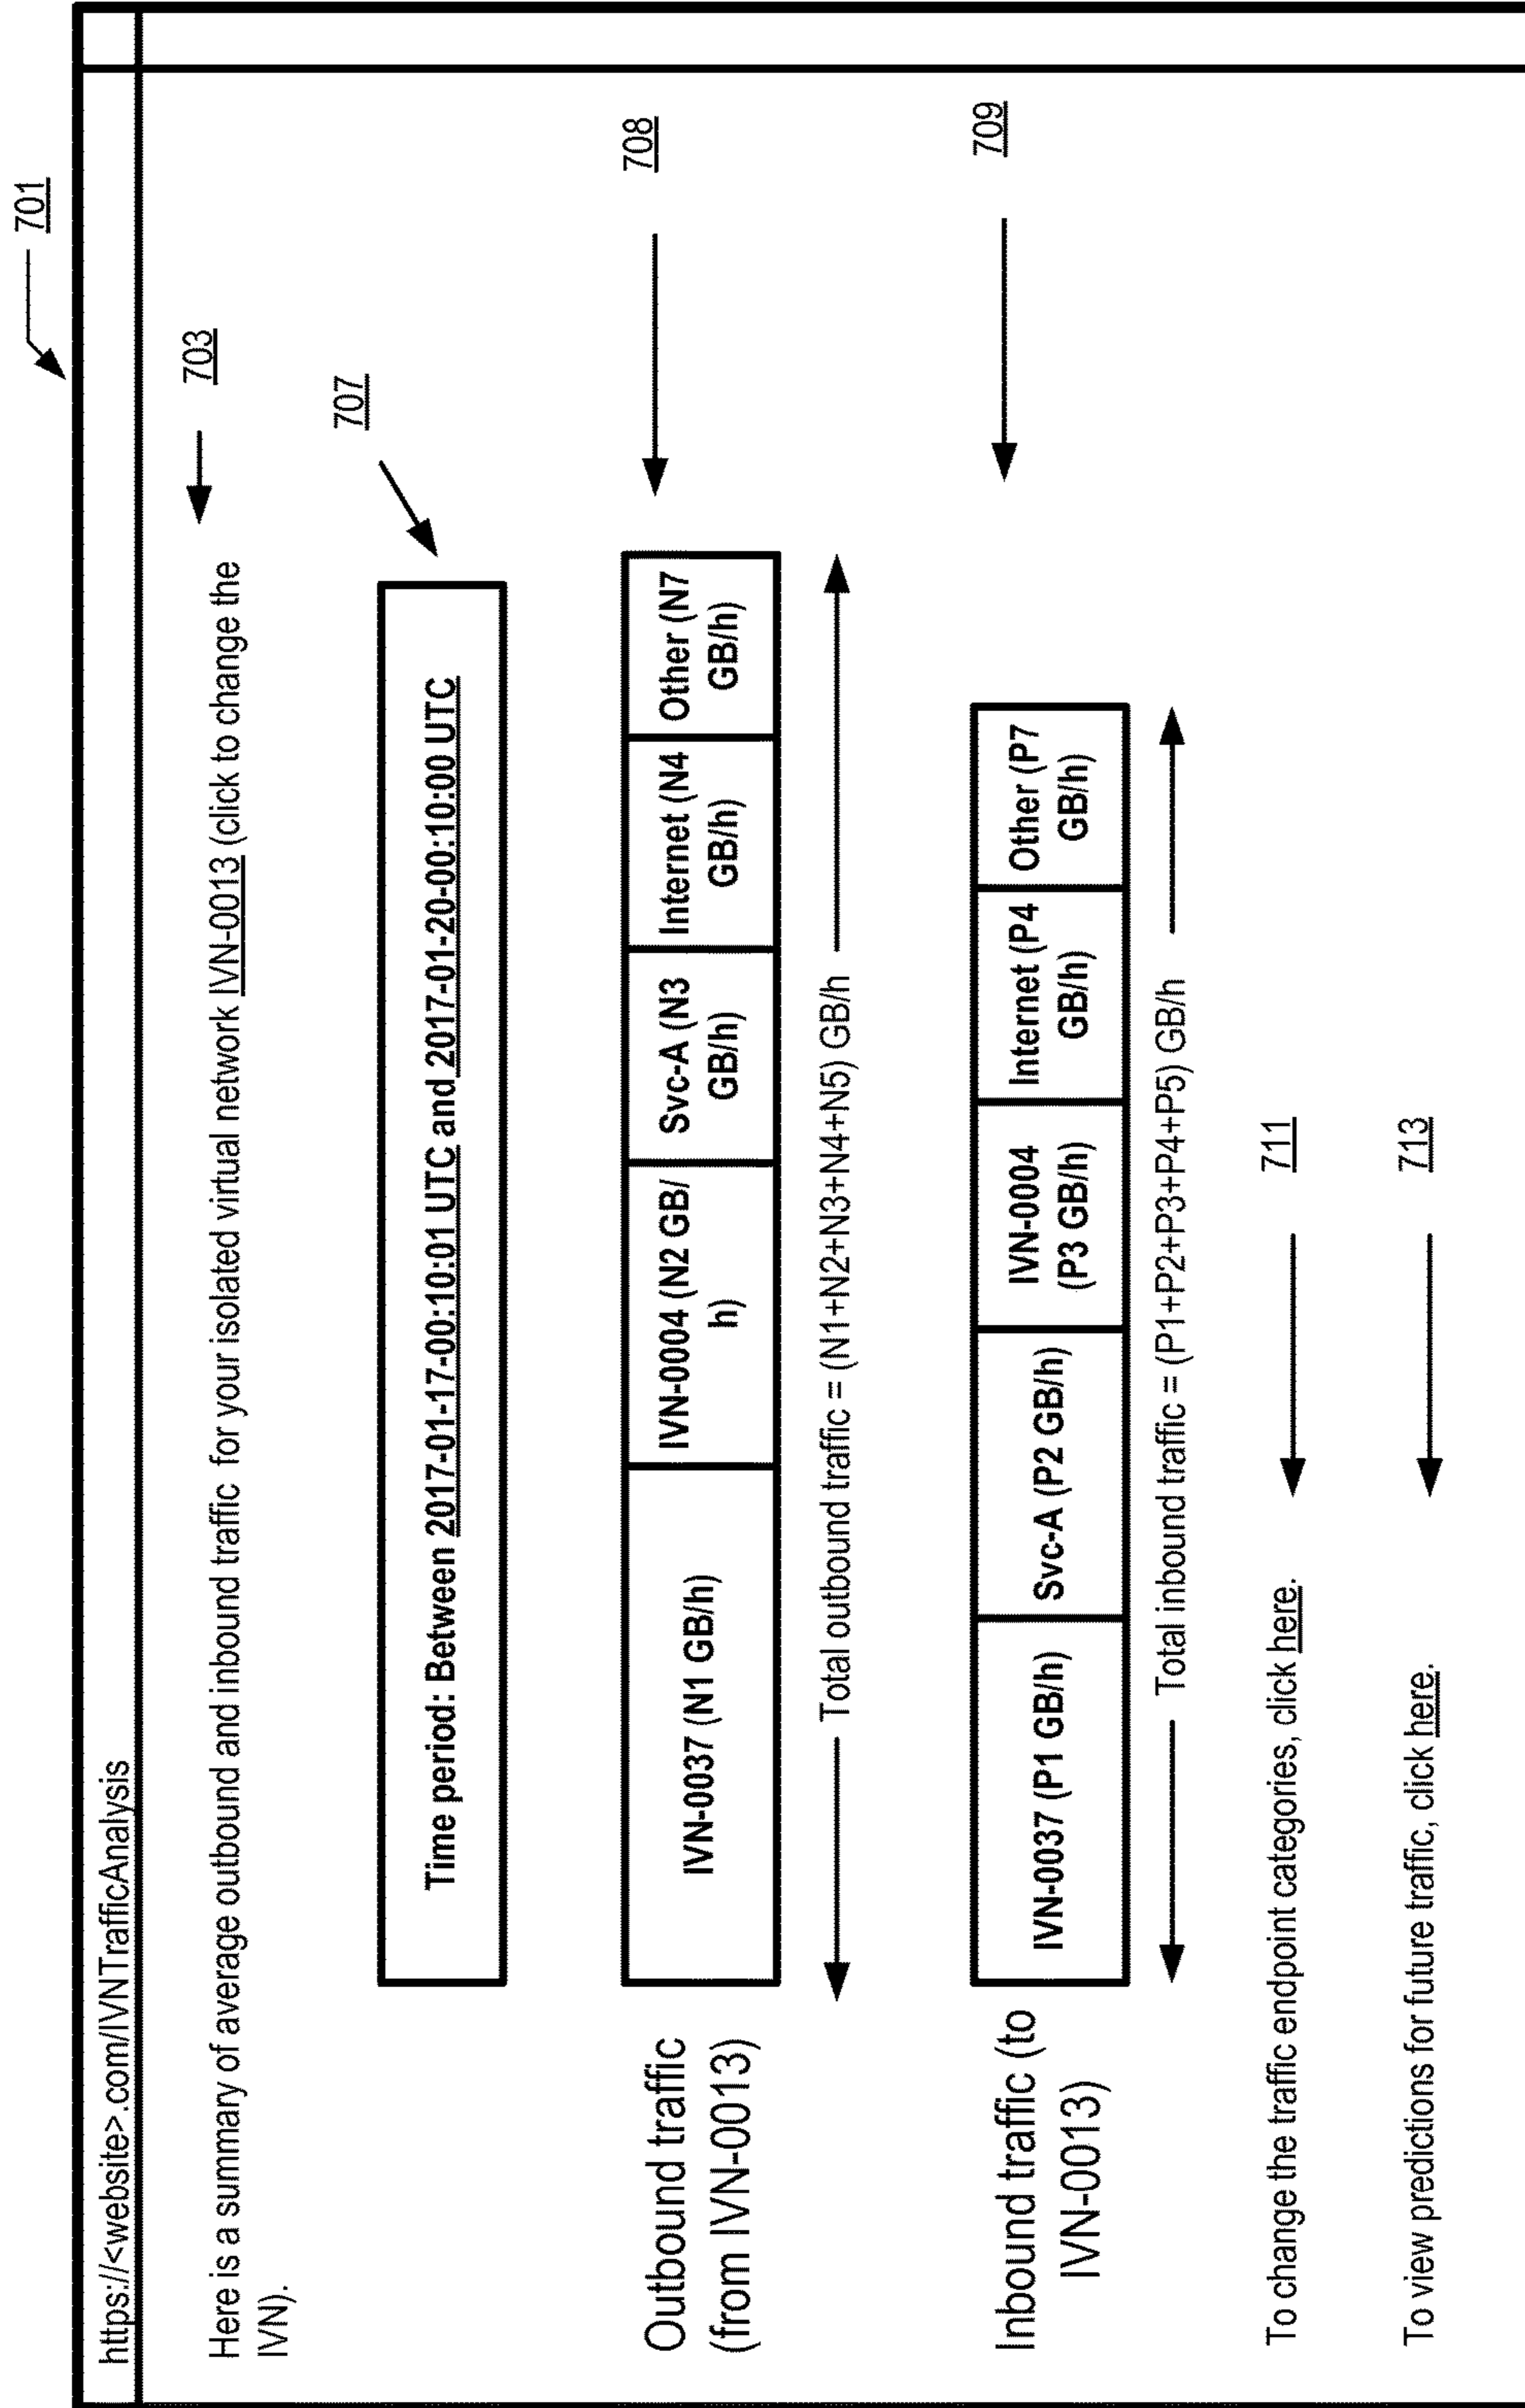 701
https://<website>.com/IVNTrafficAnalysis
703
Here is a summary of average outbound and inbound traffic for your isolated virtual network IVN-0013 (click to change the
IVN).
707
Time period: Between 2017-01-17-00:10:01 UTC and 2017-01-20-00:10:00 UTC
708
Outbound traffic
(from IVN-0013)
IVN-0037 (N1 GB/h)
IVN-0004 (N2 GB/
h)
Svc-A (N3
GB/h)
Internet (N4
GB/h)
Other (N7
GB/h)
Total outbound traffic = (N1+N2+N3+N4+N5) GB/h
709
Inbound traffic (to
IVN-0013)
IVN-0037 (P1 GB/h)
Svc-A (P2 GB/h)
IVN-0004
(P3 GB/h)
Internet (P4
GB/h)
Other (P7
GB/h)
Total inbound traffic = (P1+P2+P3+P4+P5) GB/h
To change the traffic endpoint categories, click here.
711
To view predictions for future traffic, click here.
713